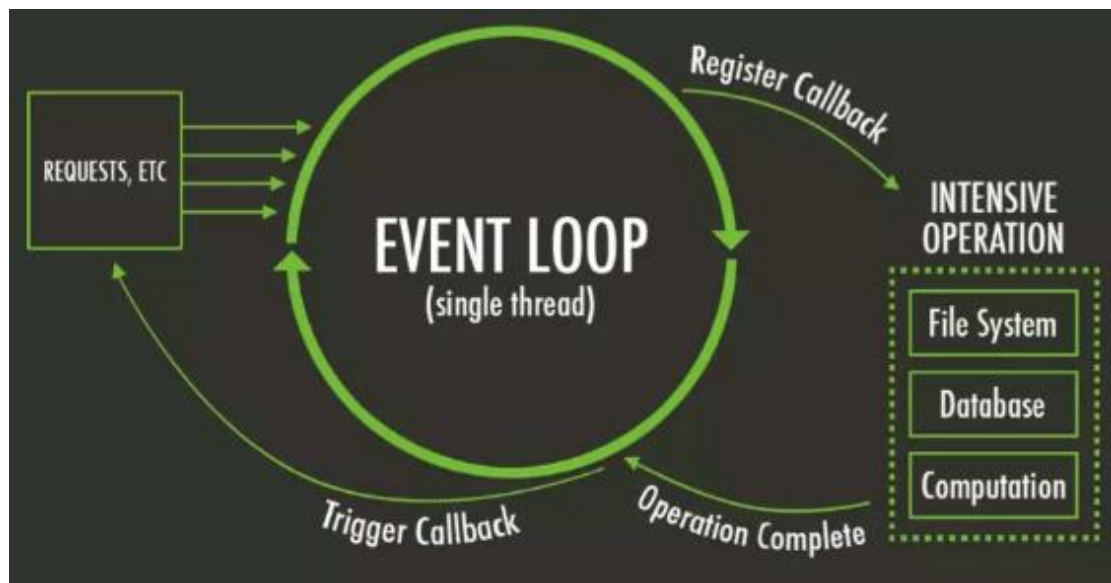 REQUESTS, ETC
EVENT LOOP
(single thread)
Register Callback
INTENSIVE
OPERATION
File System
Database
Computation
Operation Complete
Trigger Callback